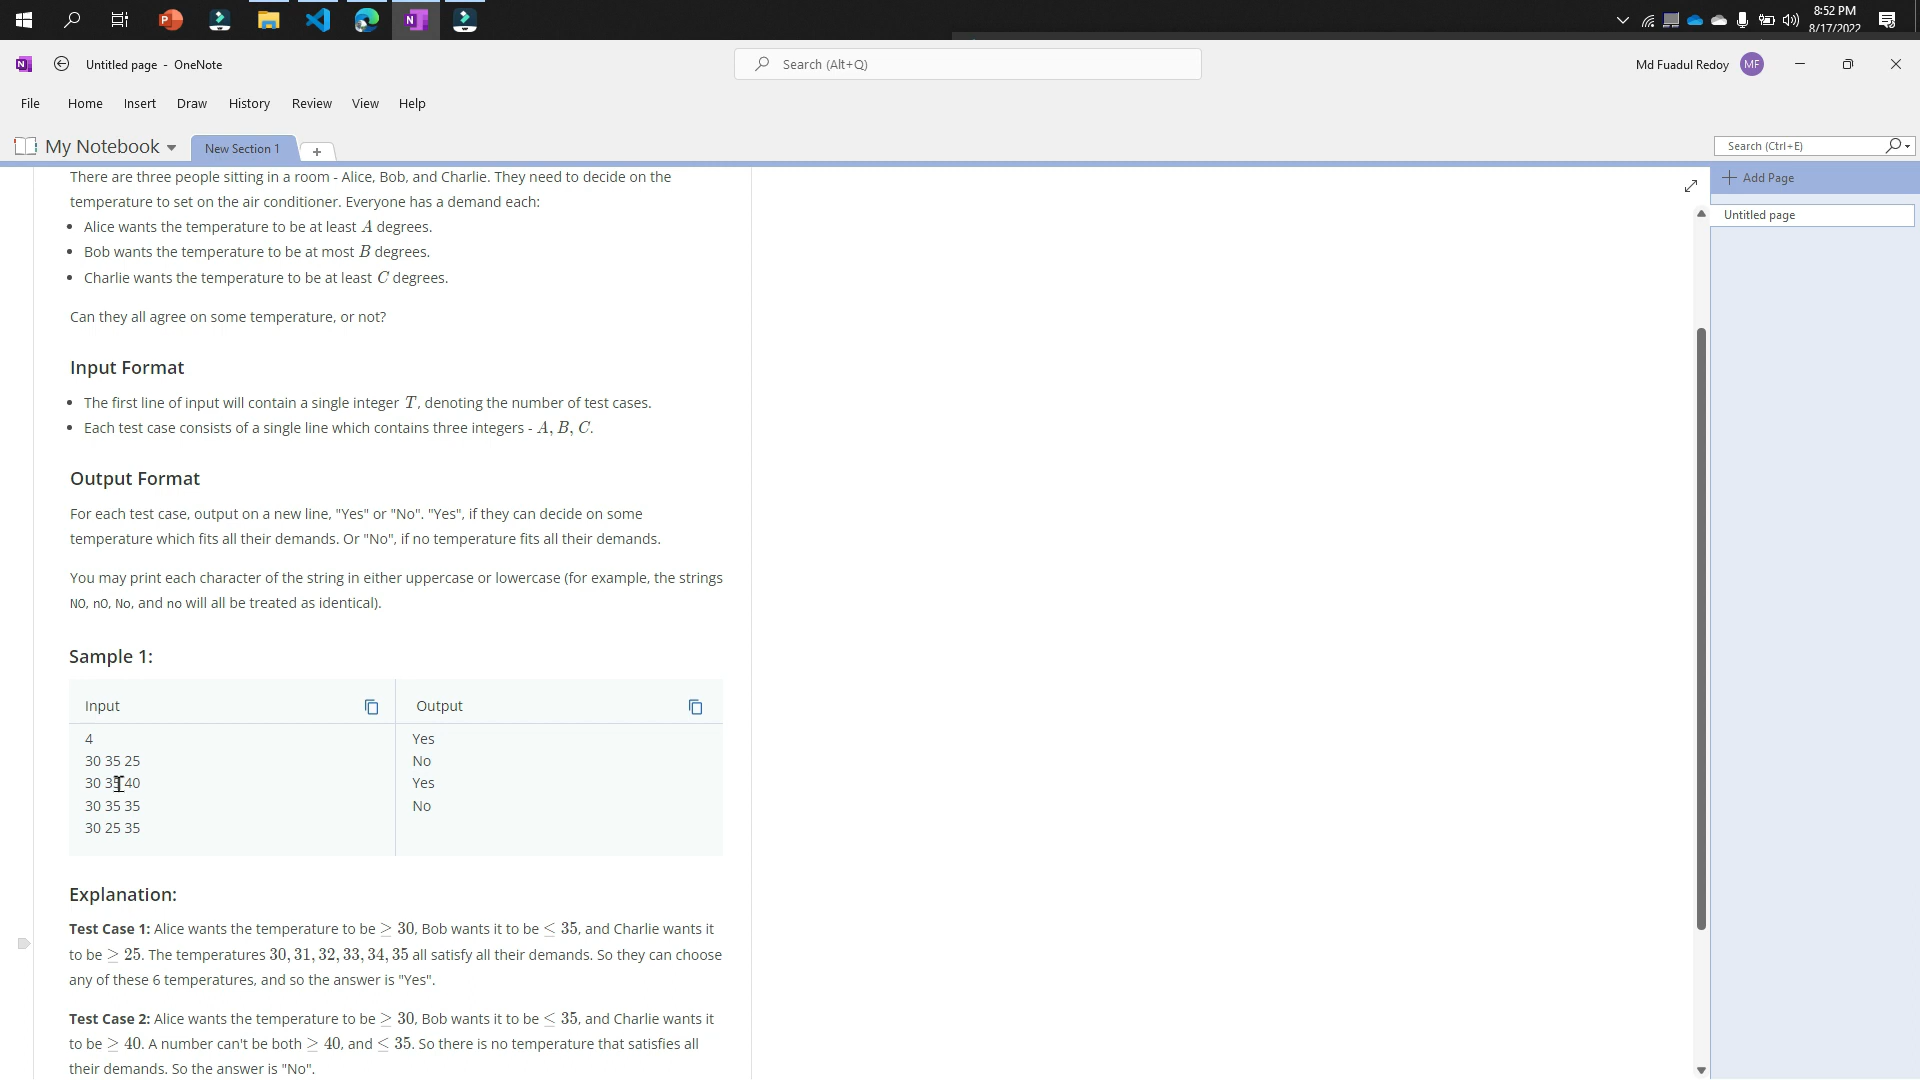 8:52 PM
8/17/2022
Untitled page - OneNote
Search (Alt+Q)
Md Fuadul Redoy MF
File Home Insert Draw History Review View Help
My Notebook New Section 1 +
Search (Ctrl+E)
Add Page
Untitled page
There are three people sitting in a room - Alice, Bob, and Charlie. They need to decide on the
temperature to set on the air conditioner. Everyone has a demand each:
• Alice wants the temperature to be at least A degrees.
• Bob wants the temperature to be at most B degrees.
• Charlie wants the temperature to be at least C degrees.
Can they all agree on some temperature, or not?
Input Format
• The first line of input will contain a single integer T, denoting the number of test cases.
• Each test case consists of a single line which contains three integers - A, B, C.
Output Format
For each test case, output on a new line, "Yes" or "No". "Yes", if they can decide on some
temperature which fits all their demands. Or "No", if no temperature fits all their demands.
You may print each character of the string in either uppercase or lowercase (for example, the strings
NO, nO, No, and no will all be treated as identical).
Sample 1:
Input Output
4 Yes
30 35 25 No
30 35 40 Yes
30 35 35 No
30 25 35
Explanation:
Test Case 1: Alice wants the temperature to be ≥ 30, Bob wants it to be ≤ 35, and Charlie wants it
to be ≥ 25. The temperatures 30, 31, 32, 33, 34, 35 all satisfy all their demands. So they can choose
any of these 6 temperatures, and so the answer is "Yes".
Test Case 2: Alice wants the temperature to be ≥ 30, Bob wants it to be ≤ 35, and Charlie wants it
to be ≥ 40. A number can't be both ≥ 40, and ≤ 35. So there is no temperature that satisfies all
their demands. So the answer is "No".